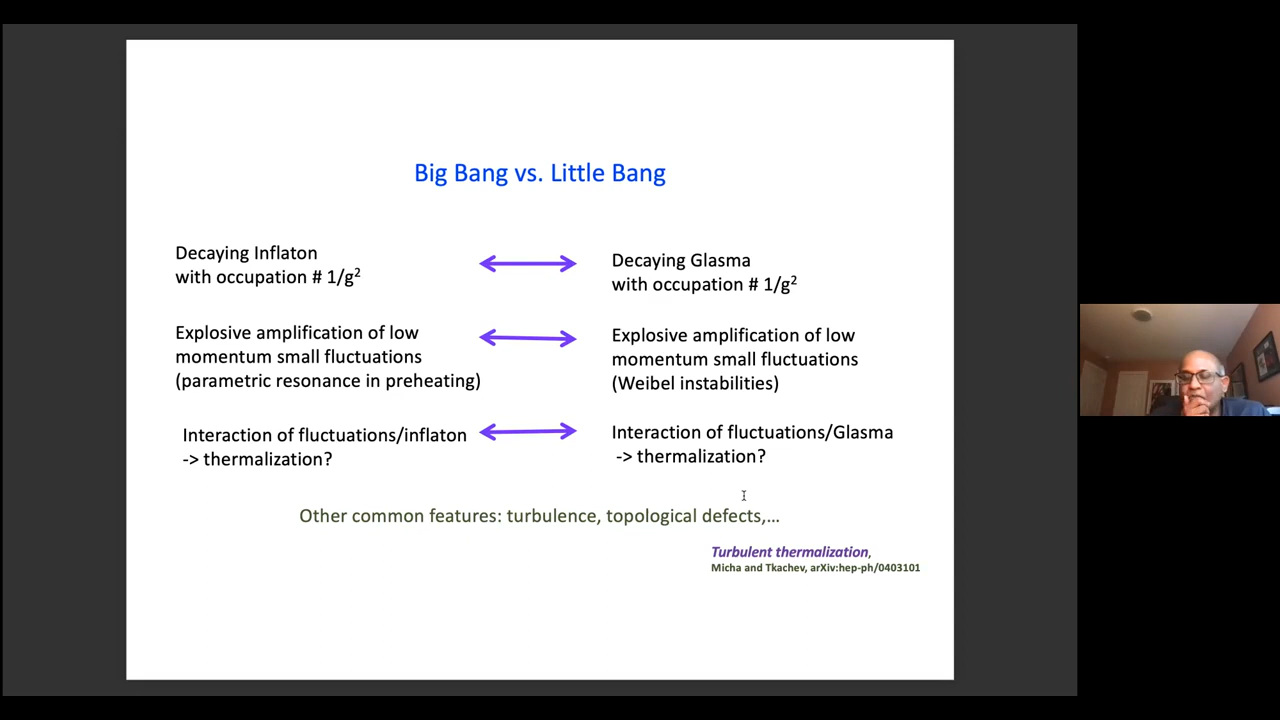 Big Bang vs. Little Bang
Decaying Inflaton
with occupation # 1/g²
Decaying Glasma
with occupation # 1/g²
Explosive amplification of low
momentum small fluctuations
(parametric resonance in preheating)
Explosive amplification of low
momentum small fluctuations
(Weibel instabilities)
Interaction of fluctuations/inflaton
-> thermalization?
Interaction of fluctuations/Glasma
-> thermalization?
Other common features: turbulence, topological defects,…
Turbulent thermalization,
Micha and Tkachev, arXiv:hep-ph/0403101